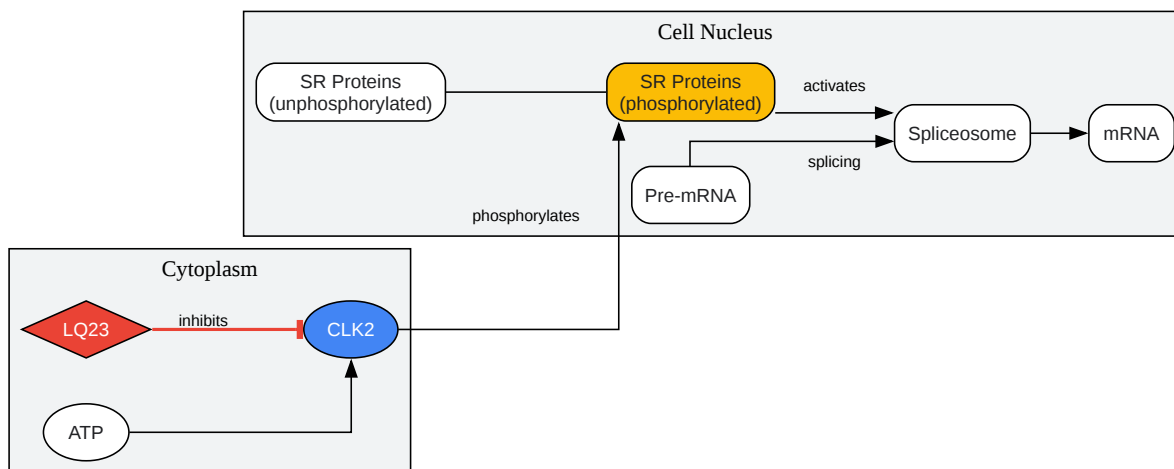 Cell Nucleus
SR Proteins
(unphosphorylated)
SR Proteins
(phosphorylated)
activates
Spliceosome
mRNA
splicing
Pre-mRNA
phosphorylates
Cytoplasm
LQ23
inhibits
CLK2
ATP